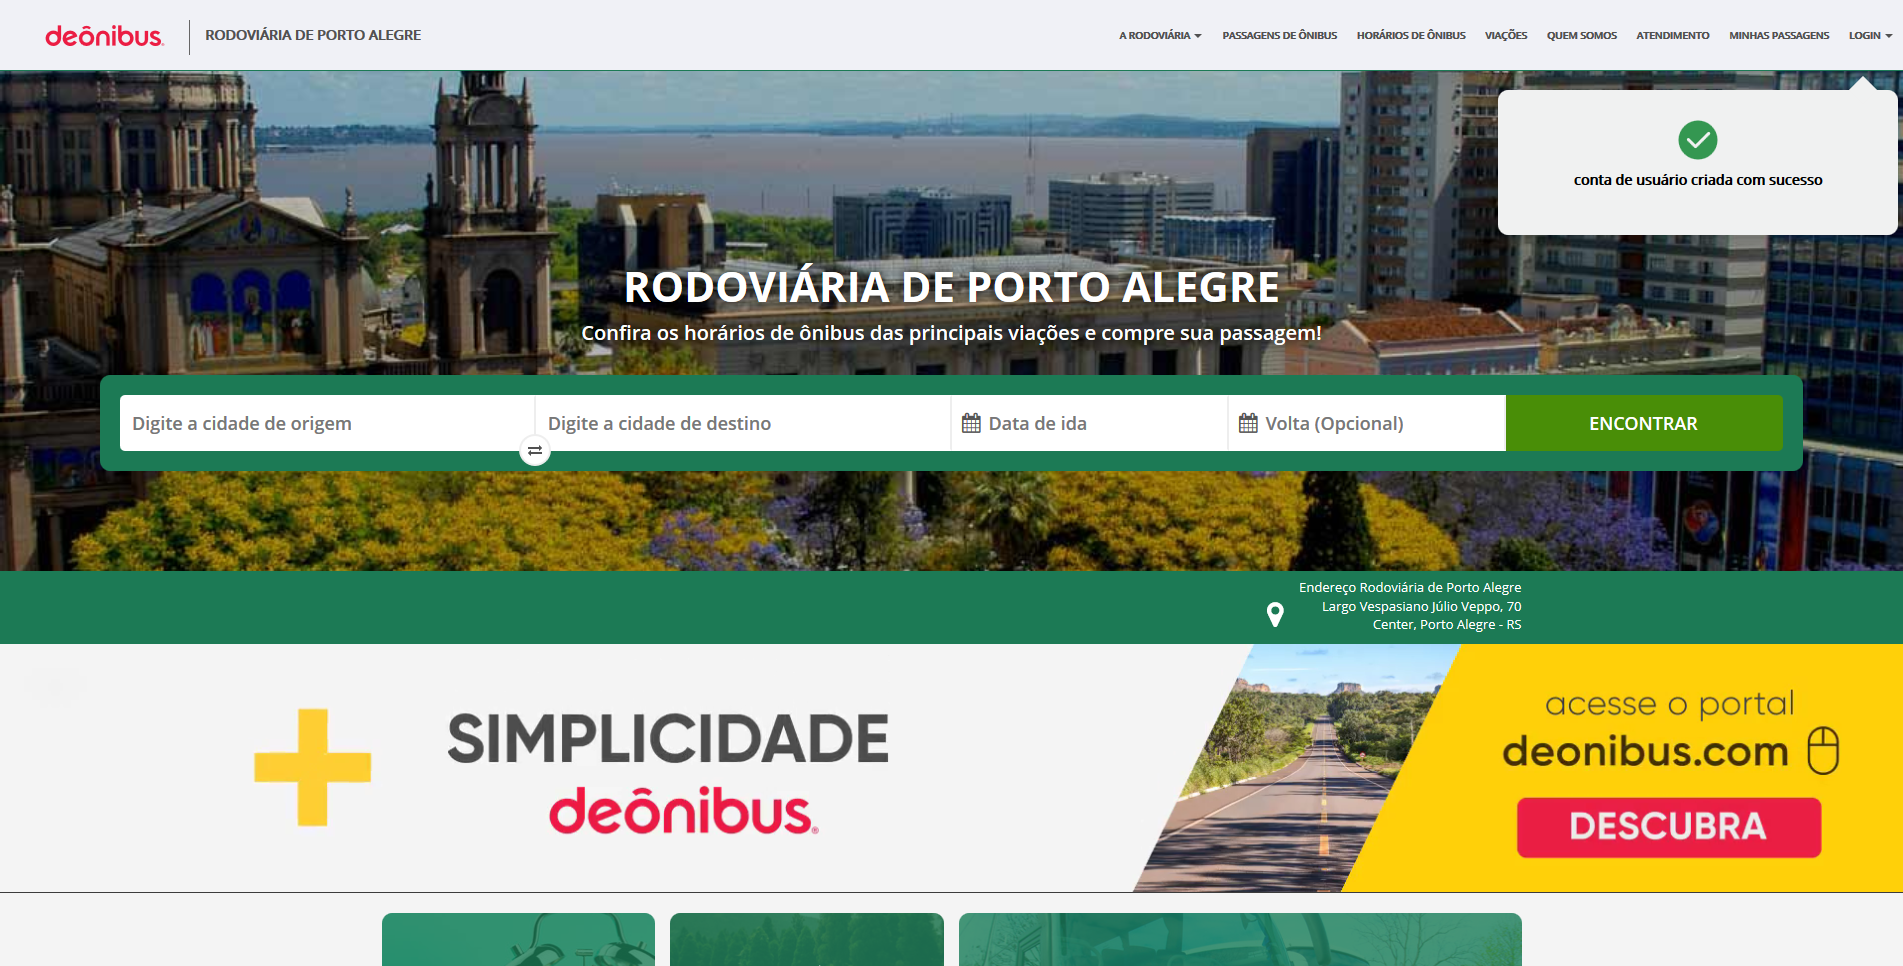 deônibus
RODOVIÁRIA DE PORTO ALEGRE
A RODOVIÁRIA
PASSAGENS DE ÔNIBUS
HORÁRIOS DE ÔNIBUS
VIAÇÕES
QUEM SOMOS
ATENDIMENTO
MINHAS PASSAGENS
LOGIN
conta de usuário criada com sucesso
RODOVIÁRIA DE PORTO ALEGRE
Confira os horários de ônibus das principais viações e compre sua passagem!
Digite a cidade de origem
Digite a cidade de destino
Data de ida
Volta (Opcional)
ENCONTRAR
Endereço Rodoviária de Porto Alegre
Largo Vespasiano Júlio Veppo, 70
Center, Porto Alegre - RS
SIMPLICIDADE
deônibus®
acesse o portal
deonibus.com
DESCUBRA